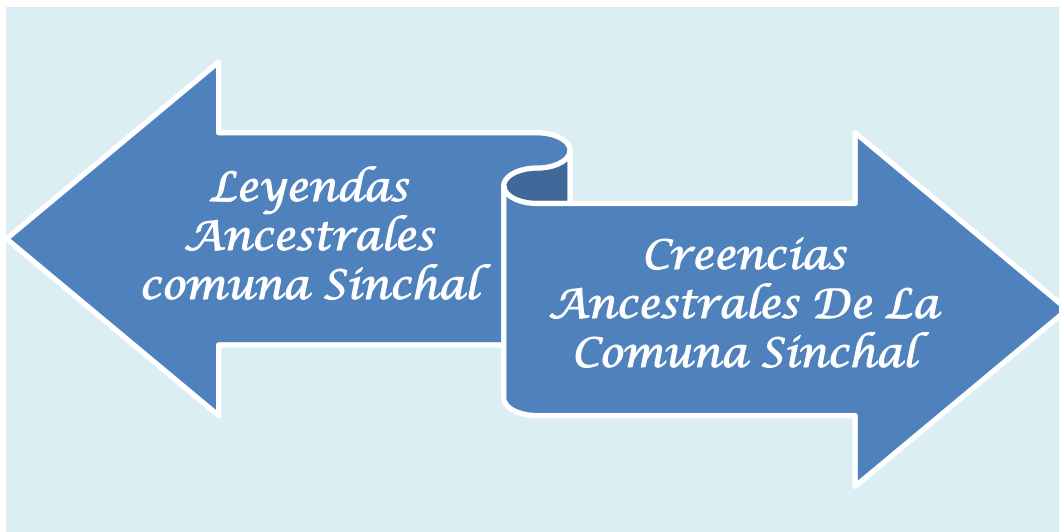 Leyendas
Ancestrales
comuna Sinchal
Creencias
Ancestrales De La
Comuna Sinchal